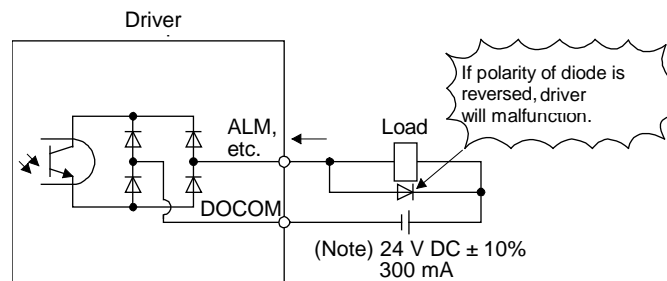 Driver
If polarity of diode is
reversed, driver
will malfunction.
ALM,
etc.
Load
DOCOM
(Note) 24 V DC ± 10%
300 mA